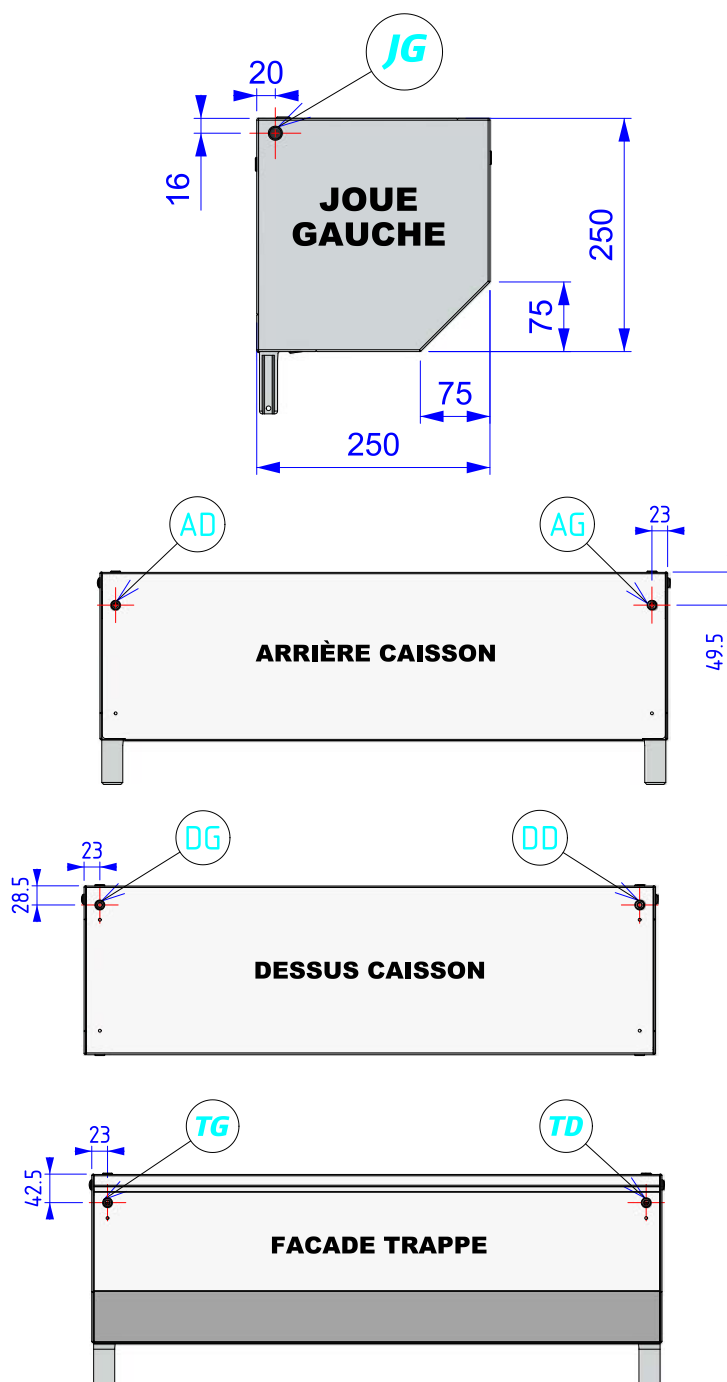 JG
20
16
JOUE
GAUCHE
250
75
75
250
AD
AG
23
49.5
ARRIÈRE CAISSON
DG
DD
23
28.5
DESSUS CAISSON
TG
TD
23
42.5
FACADE TRAPPE